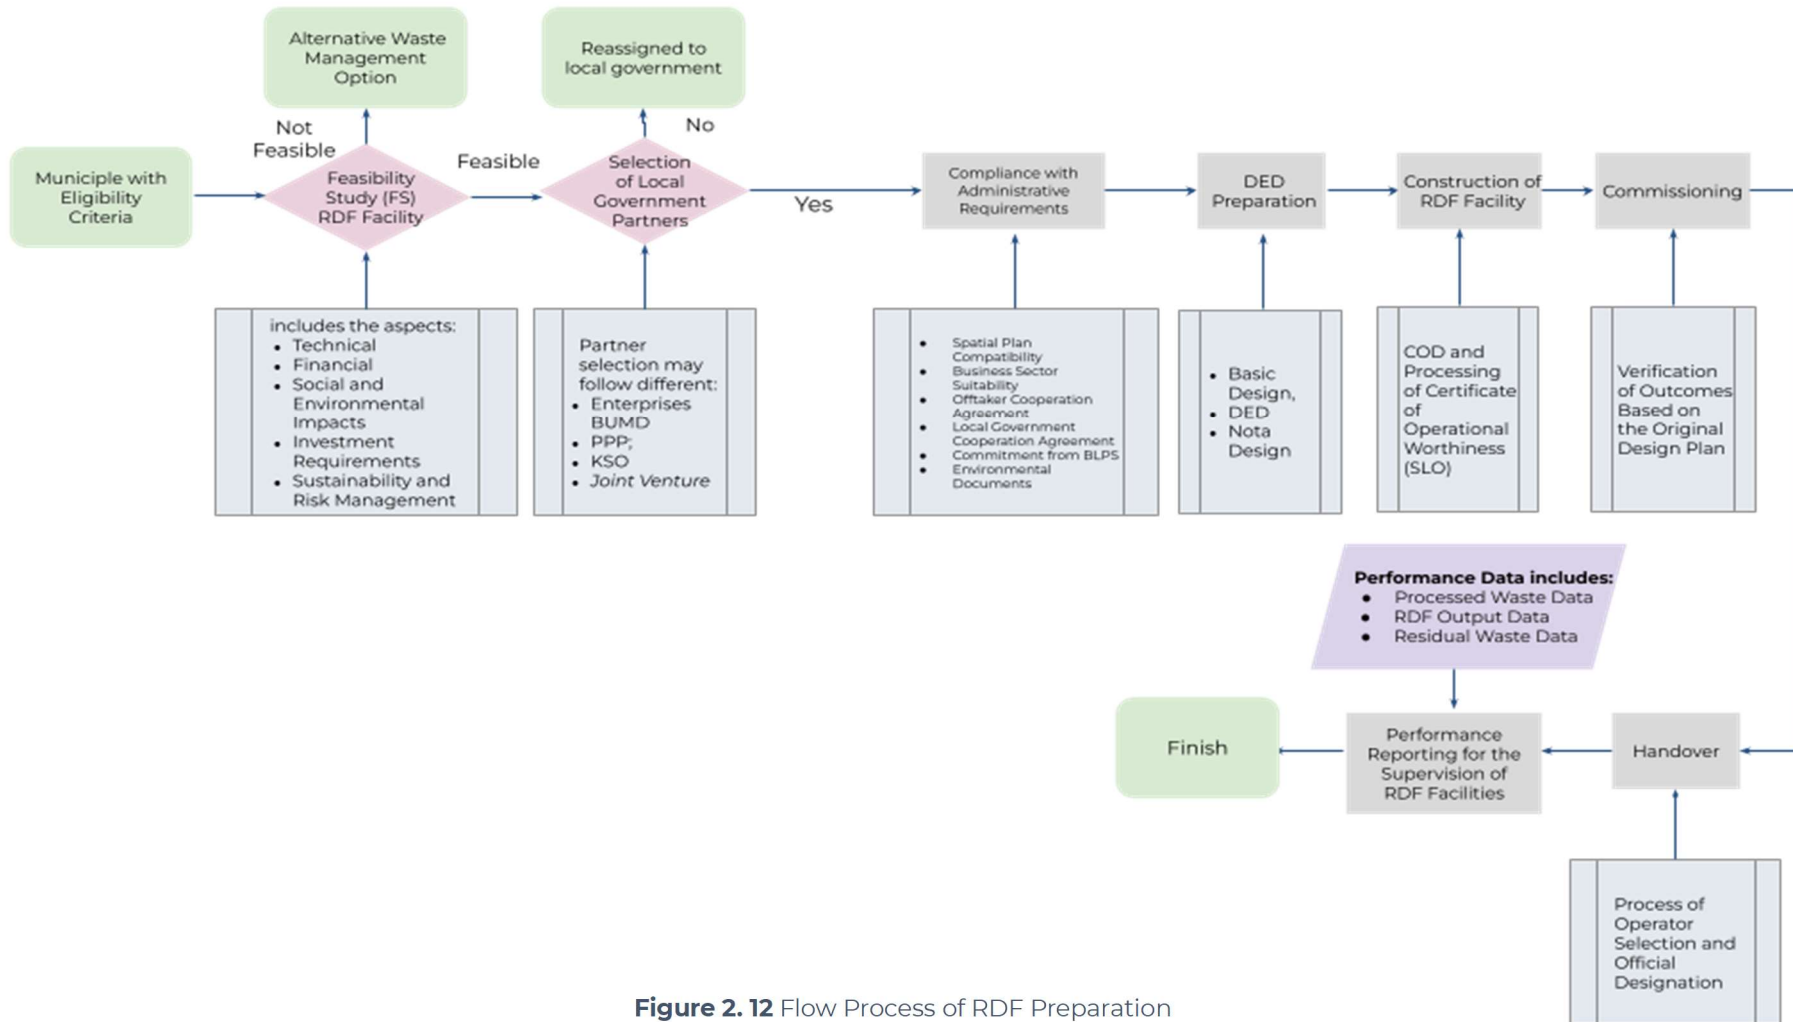 Alternative Waste
Management
Option
Reassigned to
local government
Not
Feasible
No
Feasible
Yes
Municiple with
Eligibility
Criteria
Feasibility
Study (FS)
RDF Facility
Selection
of Local
Government
Partners
Compliance with
Administrative
Requirements
DED
Preparation
Construction of
RDF Facility
Commissioning
includes the aspects:
• Technical
• Financial
• Social and
Environmental
Impacts
• Investment
Requirements
• Sustainability and
Risk Management
Partner
selection may
follow different:
• Enterprises
BUMD
• PPP;
• KSO
• Joint Venture
• Spatial Plan
Compatibility
• Business Sector
Suitability
• Offtaker Cooperation
Agreement
• Local Government
Cooperation Agreement
• Commitment from BLPS
• Environmental
Documents
• Basic
Design,
• DED
• Nota
Design
COD and
Processing
of Certificate
of
Operational
Worthiness
(SLO)
Verification
of Outcomes
Based on
the Original
Design Plan
Performance Data includes:
• Processed Waste Data
• RDF Output Data
• Residual Waste Data
Finish
Performance
Reporting for the
Supervision of
RDF Facilities
Handover
Process of
Operator
Selection and
Official
Designation
Figure 2. 12 Flow Process of RDF Preparation